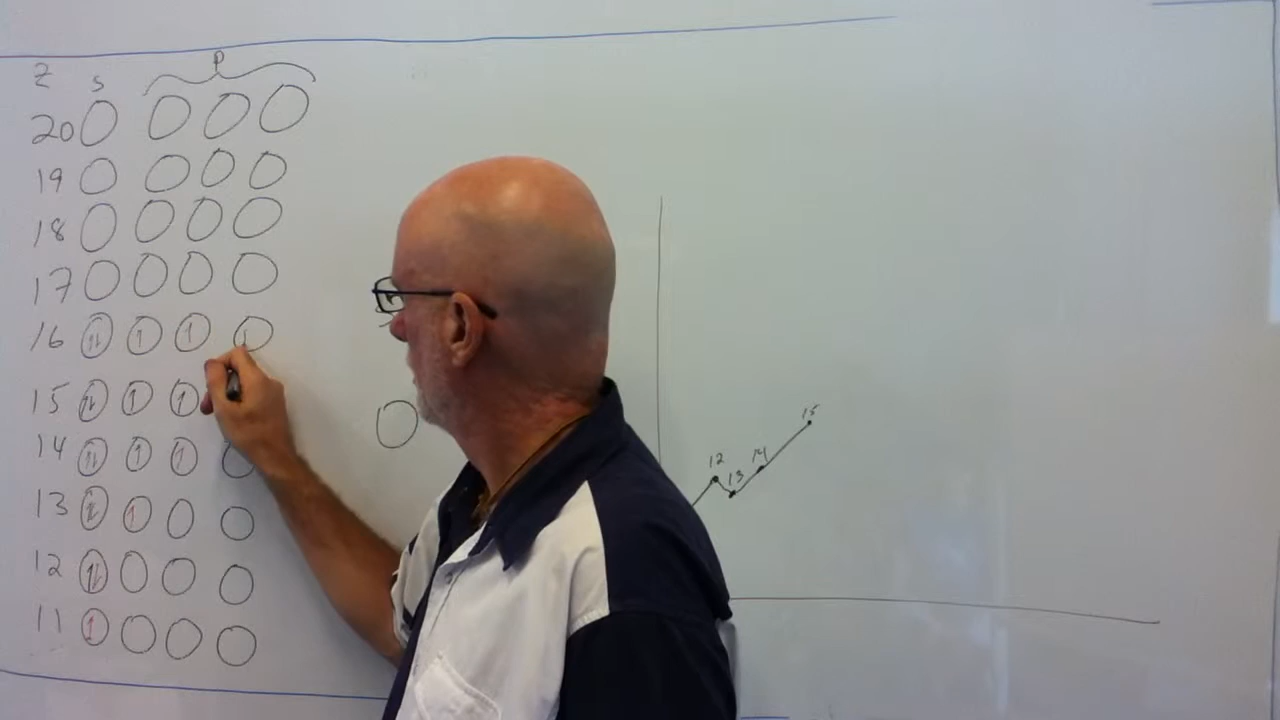 Z s p
20
19
18
17
16 ↑↓ ↑ ↑
15 ↑↓ ↑ ↑
14 ↑↓ ↑ ↑
13 ↑↓ ↑
12 ↑↓
11 ↑
12 13 14 15